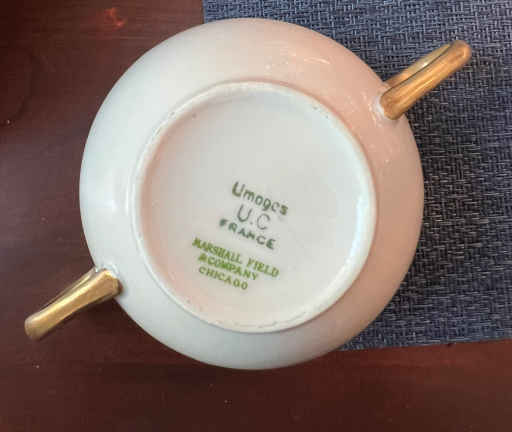 Limoges
U.C
FRANCE
MARSHALL FIELD
& COMPANY
CHICAGO